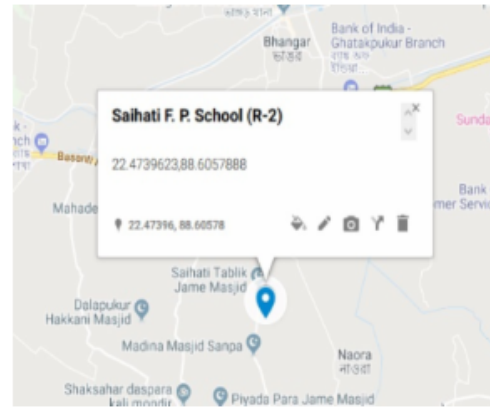 Bank of India -
Bhangar
Ghatakpukur Branch
ভাঙর
Saihati F. P. School (R-2)
22.4739623,88.6057888
22.47396, 88.60578
Sunda
Bank
mer Servi
Mahade
Saihati Tablik
Jame Masjid
Dalapukur
Hakkani Masjid
Madina Masjid Sanpa
Naora
নাওরা
Shaksahar daspara
kali mondir
Piyada Para Jame Masjid